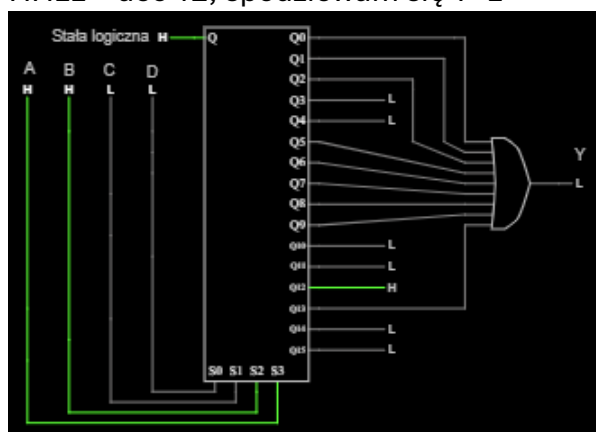 Stała logiczna H Q Q0
Q1
A B C D Q2
H H L L Q3 L
Q4 L
Q5
Q6 Y
Q7 L
Q8
Q9
Q10 L
Q11 L
Q12 H
Q13
Q14 L
Q15 L
S0 S1 S2 S3